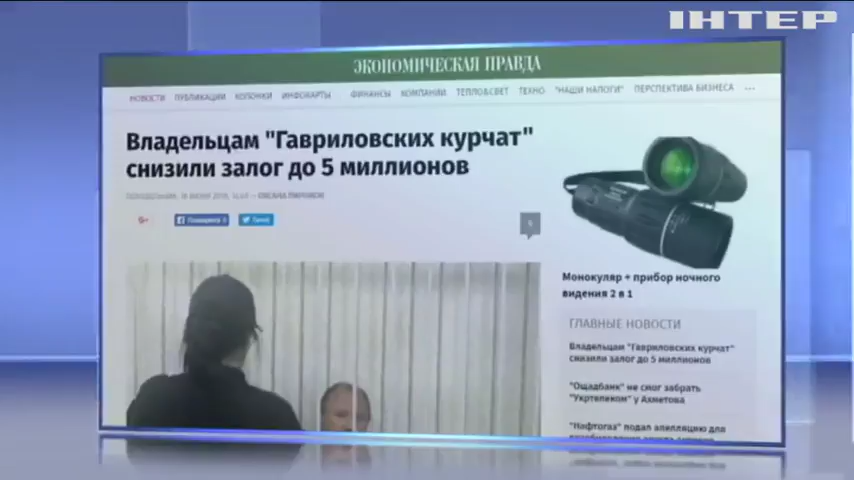 ІНТЕР
ЭКОНОМИЧЕСКАЯ ПРАВДА
НОВОСТИ ПУБЛИКАЦИИ КОЛОНКИ ИНФОКАРТЫ ФИНАНСЫ КОМПАНИИ ТЕПЛО&СВЕТ ТЕХНО "НАШИ НАЛОГИ" ПЕРСПЕКТИВА БИЗНЕСА ...
Владельцам "Гавриловских курчат"
снизили залог до 5 миллионов
Монокуляр + прибор ночного
видения 2 в 1
ГЛАВНЫЕ НОВОСТИ
Владельцам "Гавриловских курчат"
снизили залог до 5 миллионов
"Ощадбанк" не смог забрать
"Укртелеком" у Ахметова
"Нафтогаз" подал апелляцию для